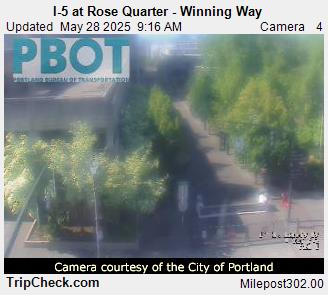 I-5 at Rose Quarter - Winning Way
Updated May 28 2025 9:16 AM Camera 4
PBOT
PORTLAND BUREAU OF TRANSPORTATION
Camera courtesy of the City of Portland
TripCheck.com Milepost302.00